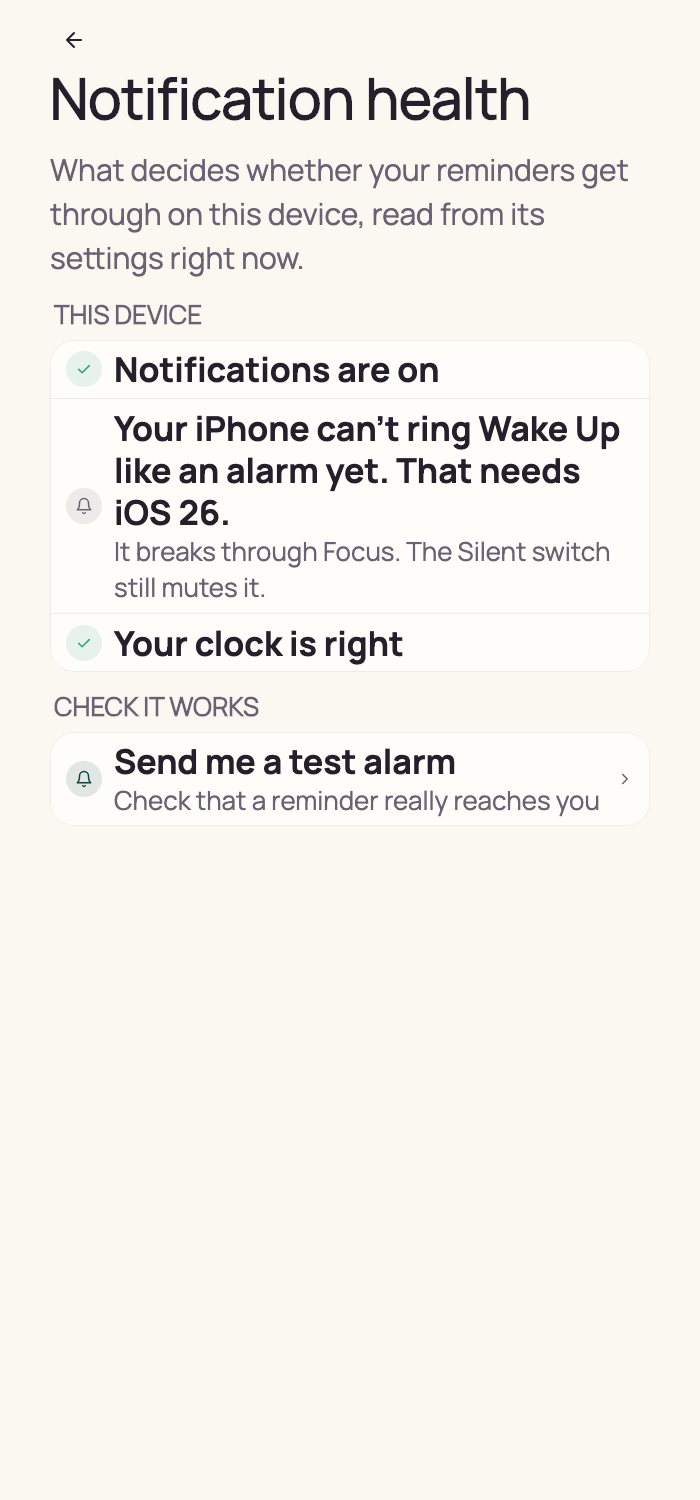 Notification health
What decides whether your reminders get
through on this device, read from its
settings right now.
THIS DEVICE
Notifications are on
Your iPhone can’t ring Wake Up
like an alarm yet. That needs
iOS 26.
It breaks through Focus. The Silent switch
still mutes it.
Your clock is right
CHECK IT WORKS
Send me a test alarm
Check that a reminder really reaches you